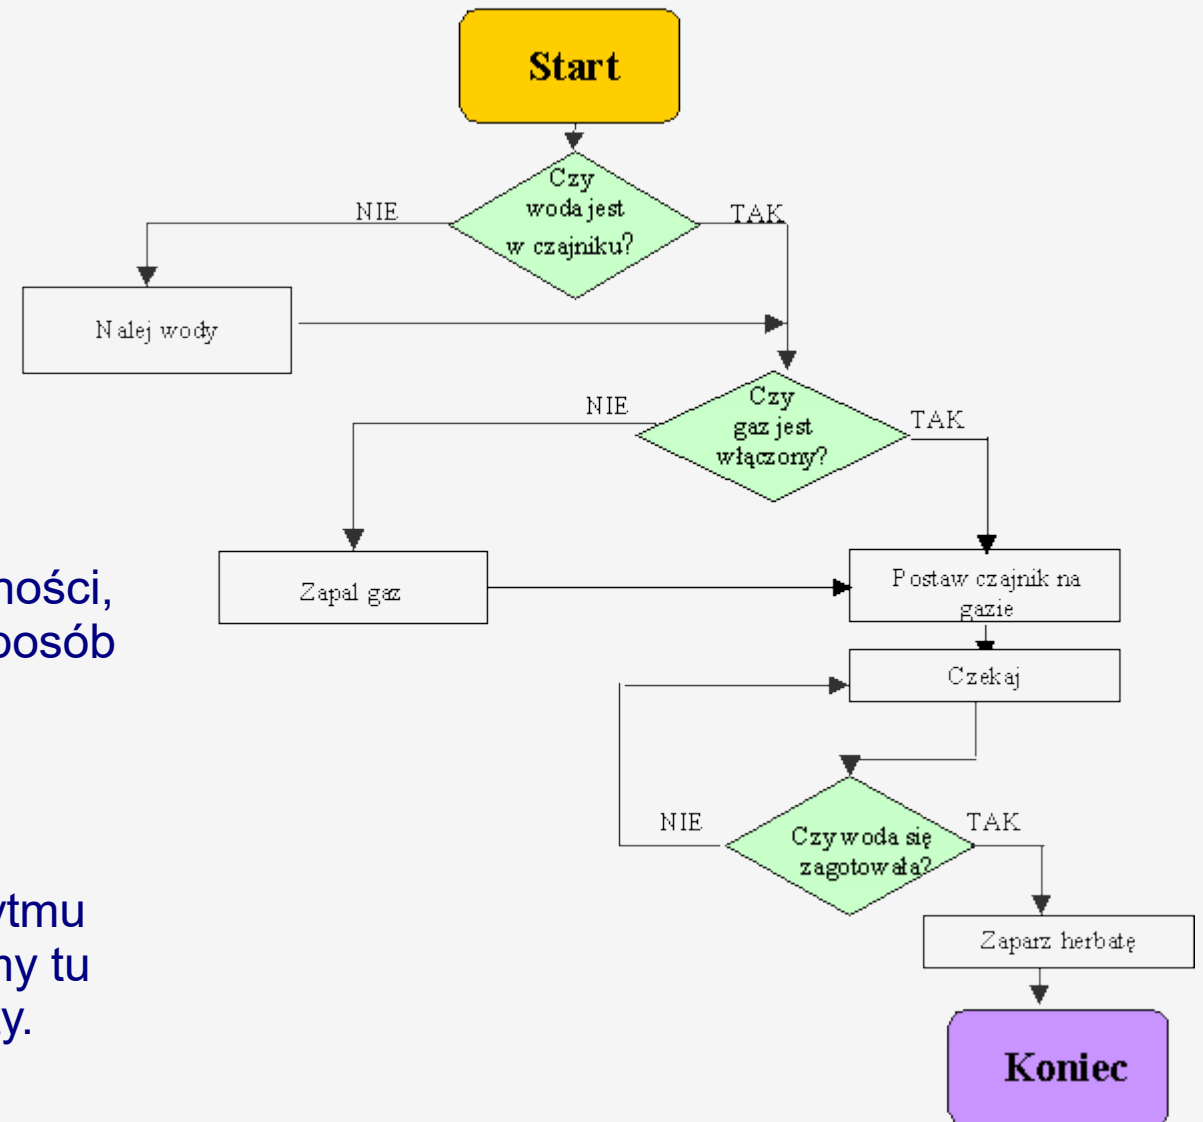 Start
Czy
woda jest
w czajniku?
NIE
TAK
Nalej wody
Czy
gaz jest
włączony?
NIE
TAK
Zapal gaz
Postaw czajnik na
gazie
Czekaj
Czy woda się
zagotowała?
NIE
TAK
Zaparz herbatę
Koniec
ności,
posób
ytmu
ny tu
y.